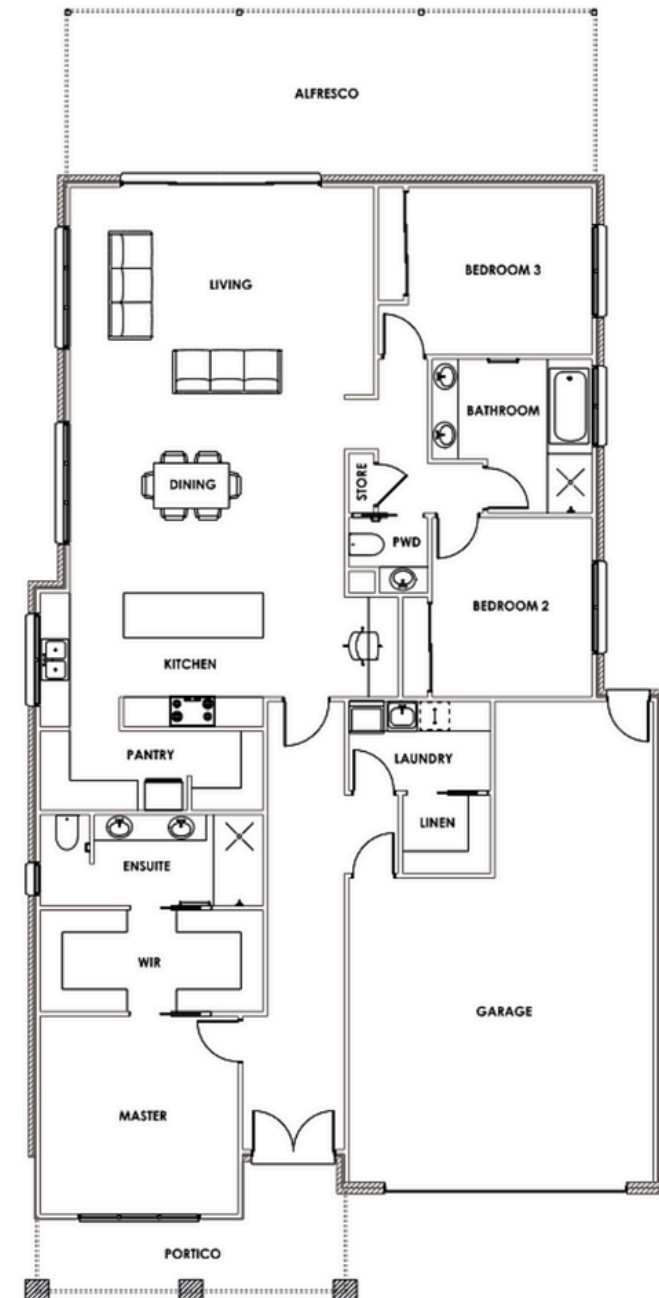 ALFRESCO
LIVING
BEDROOM 3
BATHROOM
DINING
STORE
PWD
BEDROOM 2
KITCHEN
PANTRY
LAUNDRY
LINEN
ENSUITE
WIR
GARAGE
MASTER
PORTICO